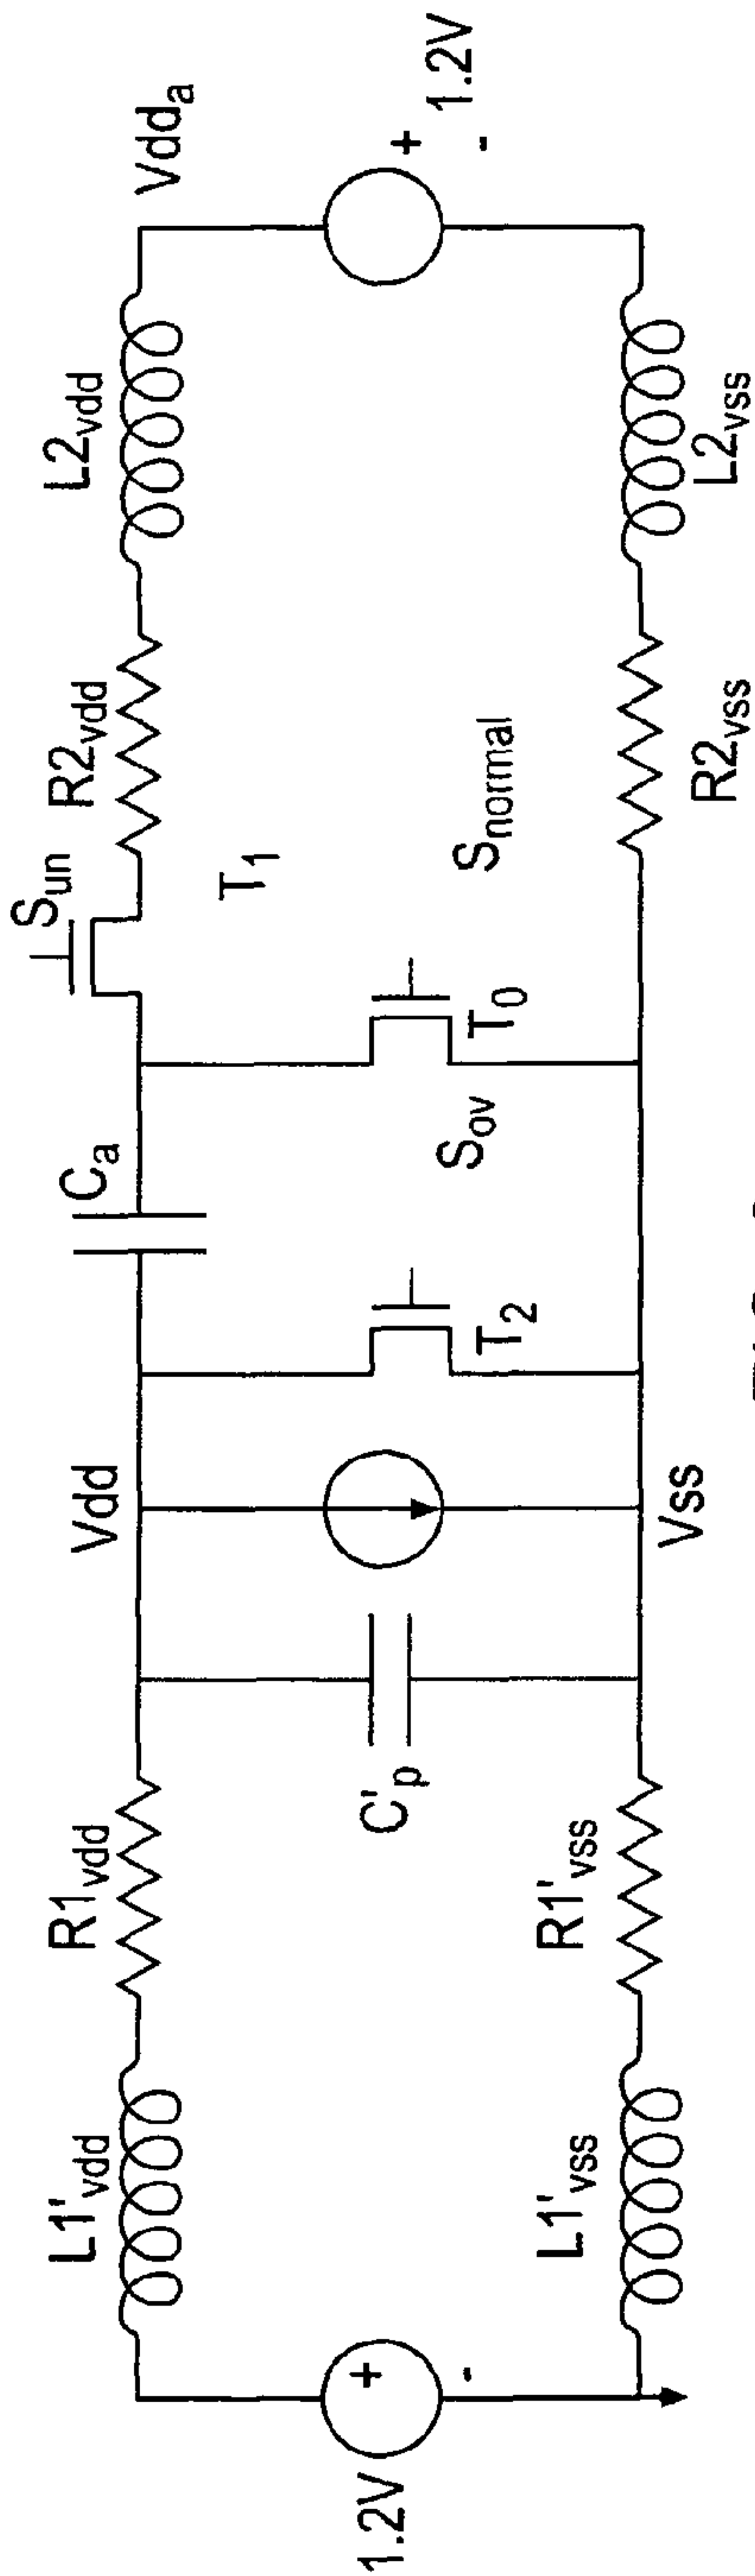 1.2V
+
-
L1'vdd
R1vdd
Vdd
Ca
Sun
T1
R2vdd
L2vdd
Vdda
+
-
1.2V
C'p
T2
Sov
T0
Snormal
L1'vss
R1'vss
Vss
R2vss
L2vss